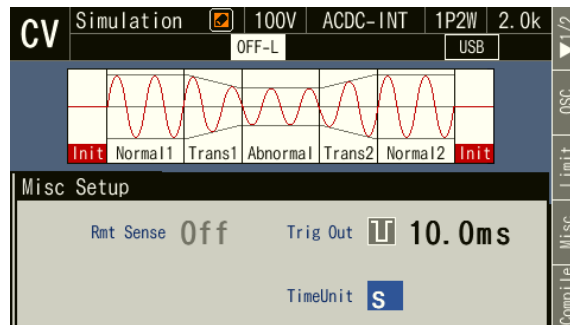 CV Simulation 100V ACDC-INT 1P2W 2.0k
OFF-L USB
Init Normal1 Trans1 Abnormal Trans2 Normal2 Init
Misc Setup
Rmt Sense Off Trig Out 10.0ms
TimeUnit s
▼1/2
OSC
Limit
Misc
Compile